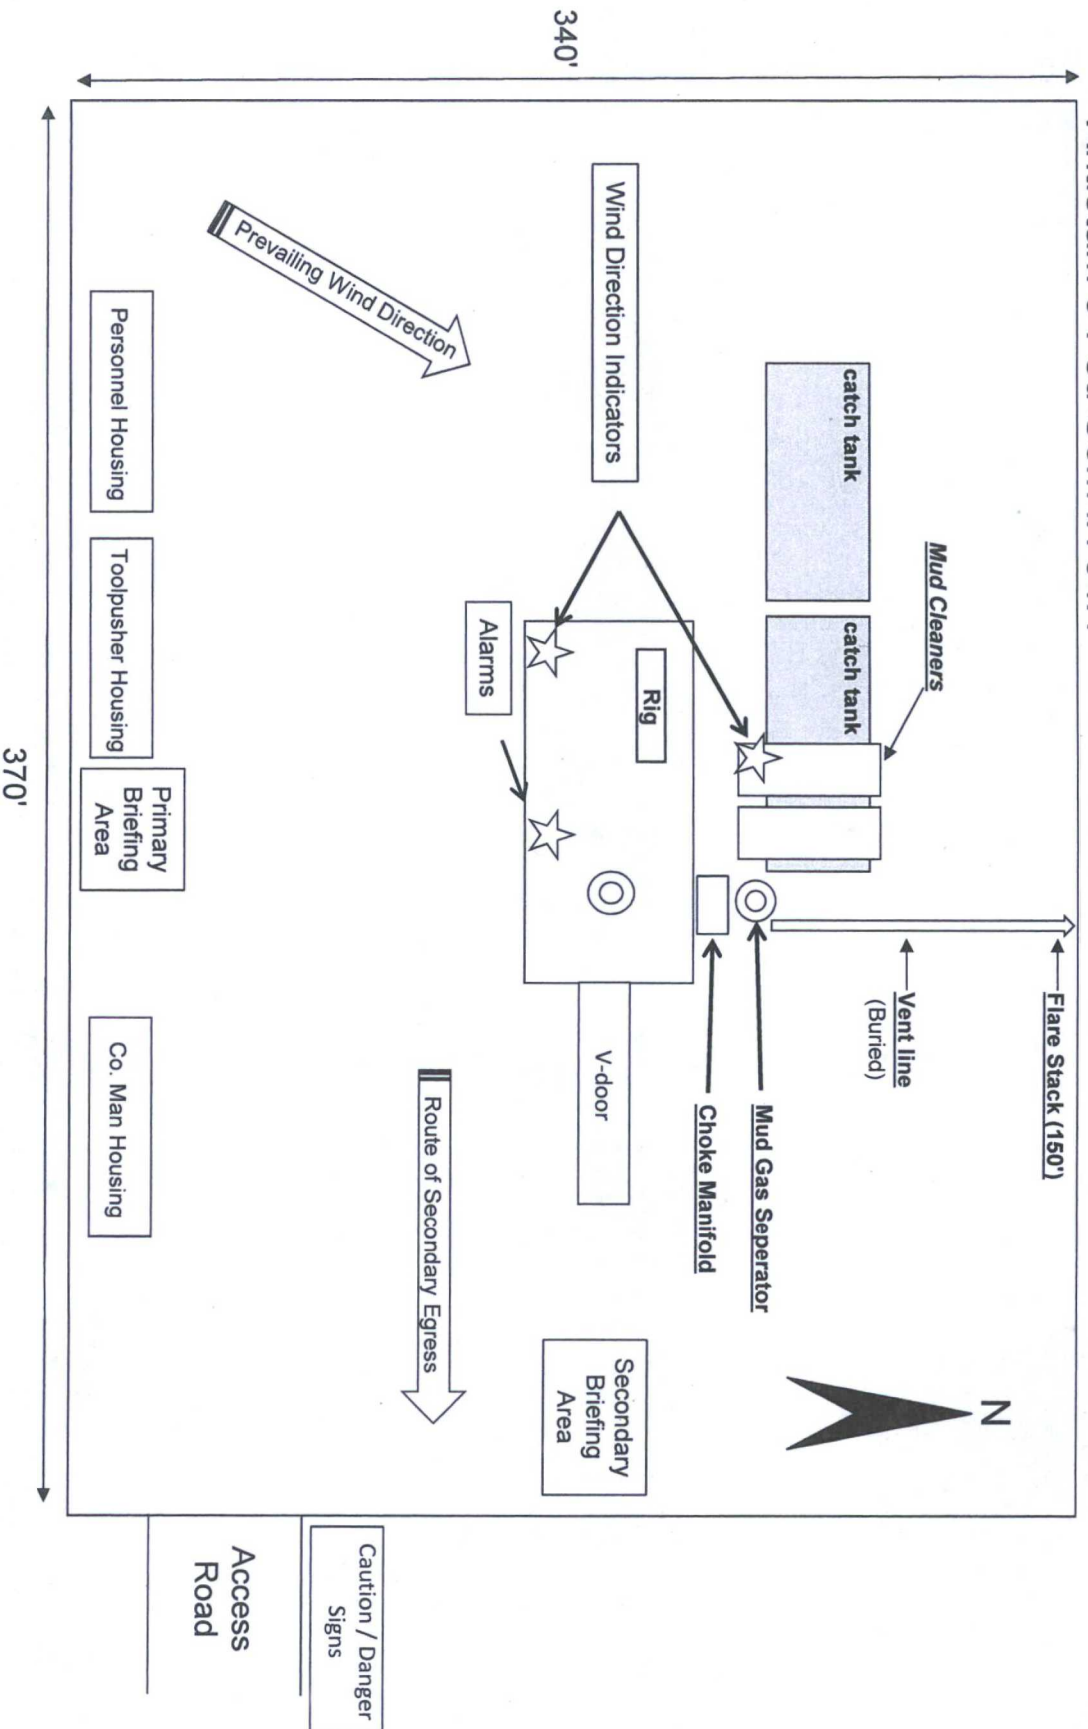 Flare Stack (150')
N
Mud Cleaners
Vent line
(Buried)
catch tank
catch tank
Mud Gas Seperator
Choke Manifold
Rig
Wind Direction Indicators
V-door
Secondary
Briefing
Area
340'
Alarms
Route of Secondary Egress
Prevailing Wind Direction
Caution / Danger
Signs
Access
Road
Personnel Housing
Toolpusher Housing
Primary
Briefing
Area
Co. Man Housing
370'